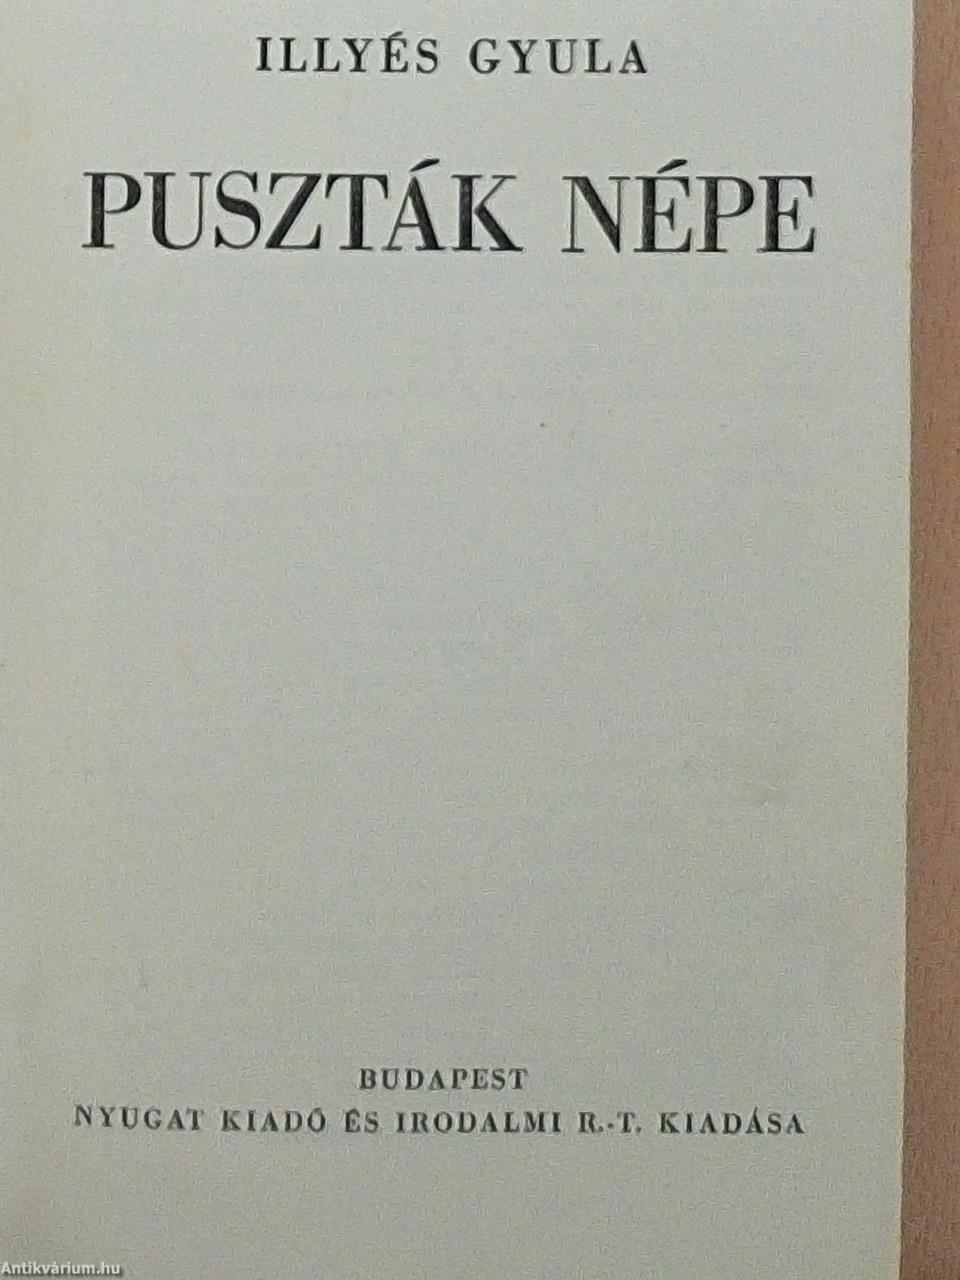 ILLYÉS GYULA
PUSZTÁK NÉPE
BUDAPEST
NYUGAT KIADÓ ÉS IRODALMI R.-T. KIADÁSA
Antikvárium.hu